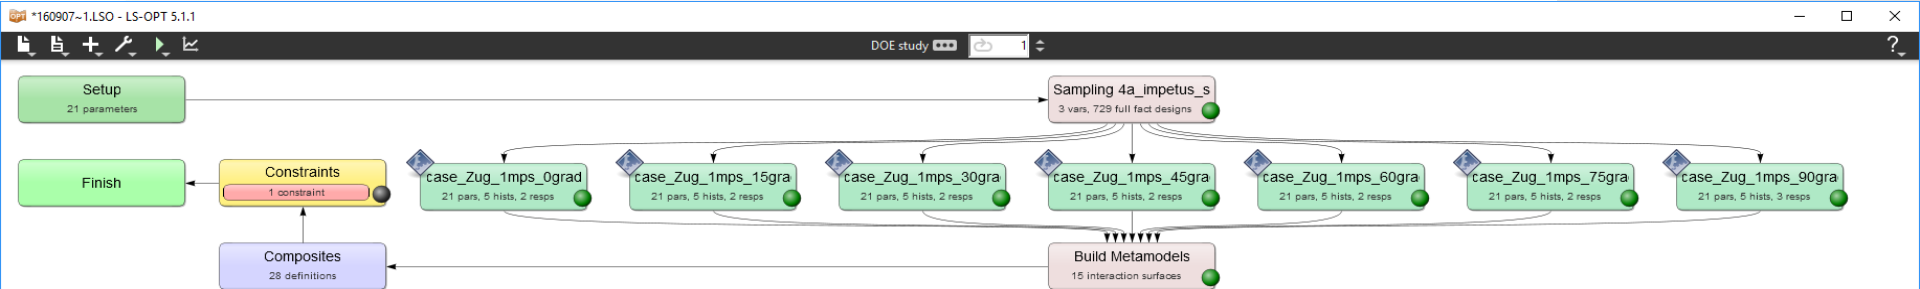 *160907~1.LSO - LS-OPT 5.1.1
DOE study
1
?
Setup
21 parameters
Sampling 4a_impetus_s
3 vars, 729 full fact designs
Finish
Constraints
1 constraint
case_Zug_1mps_0grad
21 pars, 5 hists, 2 resps
case_Zug_1mps_15gra
21 pars, 5 hists, 2 resps
case_Zug_1mps_30gra
21 pars, 5 hists, 2 resps
case_Zug_1mps_45gra
21 pars, 5 hists, 2 resps
case_Zug_1mps_60gra
21 pars, 5 hists, 2 resps
case_Zug_1mps_75gra
21 pars, 5 hists, 2 resps
case_Zug_1mps_90gra
21 pars, 5 hists, 3 resps
Composites
28 definitions
Build Metamodels
15 interaction surfaces